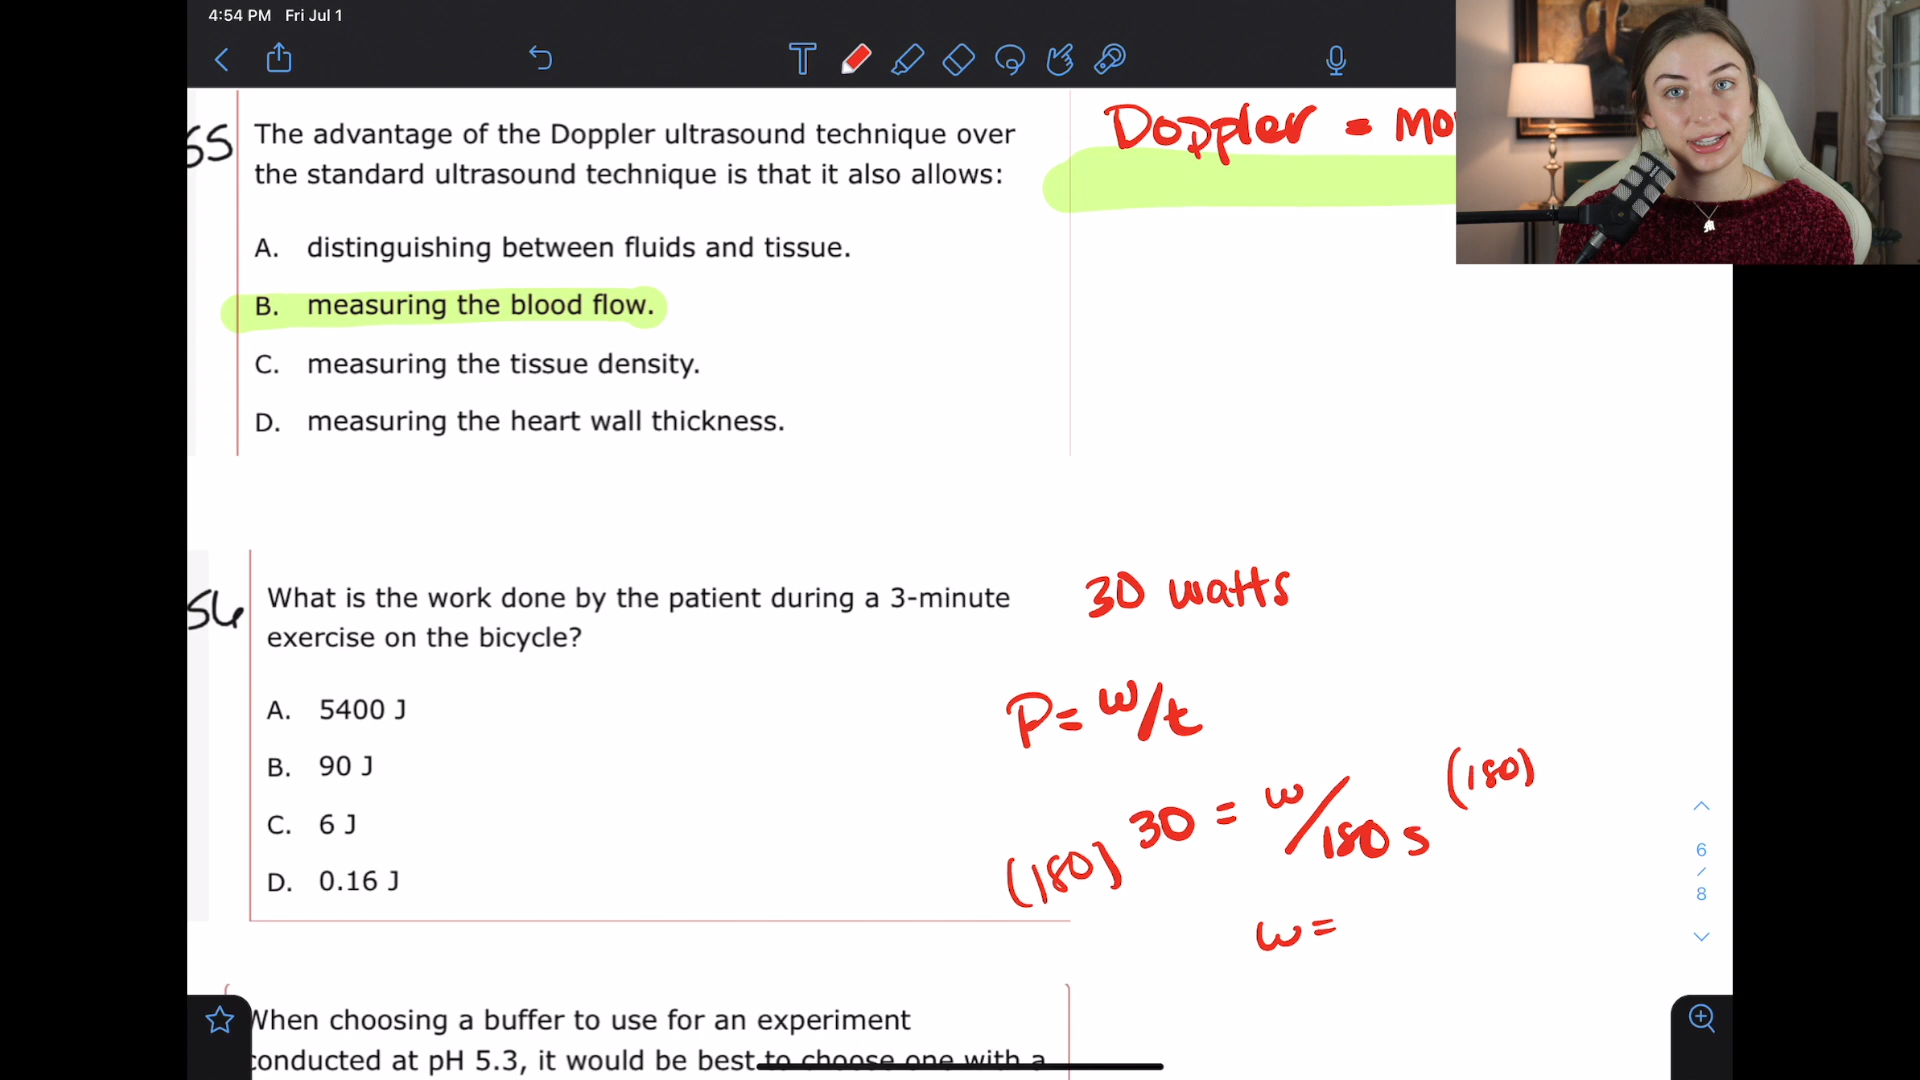 4:54 PM Fri Jul 1
55
The advantage of the Doppler ultrasound technique over
the standard ultrasound technique is that it also allows:
A. distinguishing between fluids and tissue.
B. measuring the blood flow.
C. measuring the tissue density.
D. measuring the heart wall thickness.
Doppler =
56
What is the work done by the patient during a 3-minute
exercise on the bicycle?
A. 5400 J
B. 90 J
C. 6 J
D. 0.16 J
30 watts
P = w/t
(180) 30 = w/180 s (180)
w =
6
/
8
When choosing a buffer to use for an experiment
conducted at pH 5.3, it would be best to choose one with a